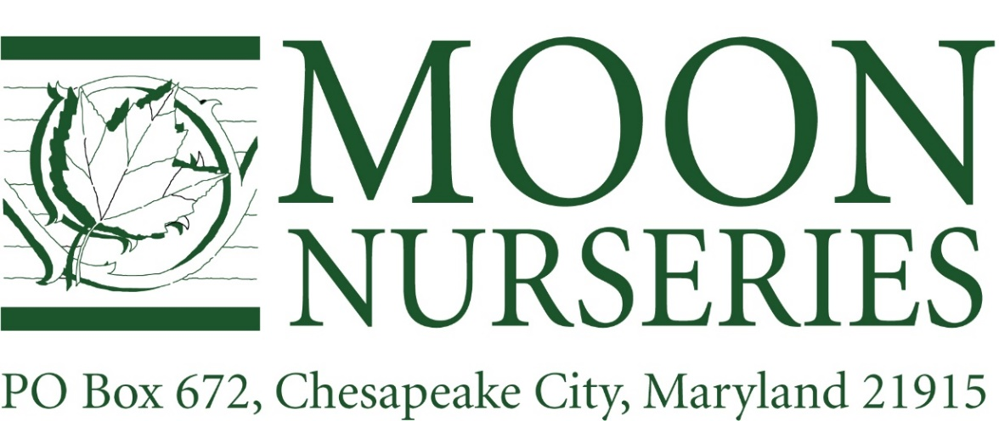 MOON
NURSERIES
PO Box 672, Chesapeake City, Maryland 21915